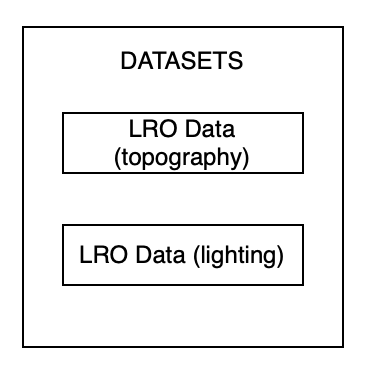 DATASETS
LRO Data
(topography)
LRO Data (lighting)